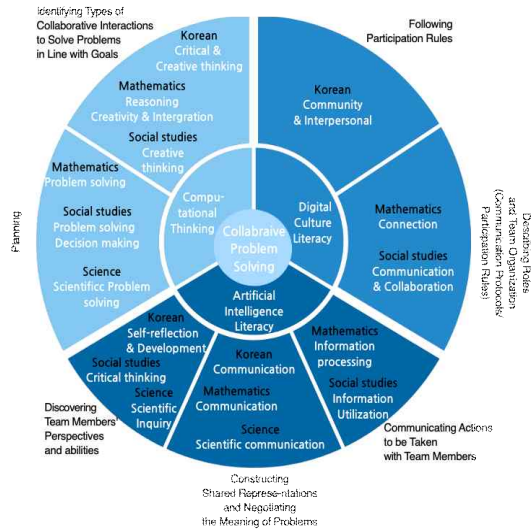 Identifying Types of
Collaborative Interactions
to Solve Problems
in Line with Goals
Following
Participation Rules
Korean
Critical &
Creative thinking
Mathematics
Reasoning
Creativity & Intergration
Social studies
Creative
thinking
Korean
Community
& Interpersonal
Mathematics
Problem solving
Social studies
Problem solving
Decision making
Science
Scientific Problem
solving
Planning
Compu-
tational
Thinking
Digital
Culture
Literacy
Collabraive
Problem
Solving
Artificial
Intelligence
Literacy
Mathematics
Connection
Social studies
Communication
& Collaboration
Describing Roles
and Team Organization
(Communication Protocols/
Participation Rules)
Korean
Self-reflection
& Development
Social studies
Critical thinking
Science
Scientific
Inquiry
Korean
Communication
Mathematics
Communication
Science
Scientific communication
Mathematics
Information
processing
Social studies
Information
Utilization
Discovering
Team Members'
Perspectives
and abilities
Communicating Actions
to be Taken
with Team Members
Constructing
Shared Represe-ntations
and Negotiating
the Meaning of Problems